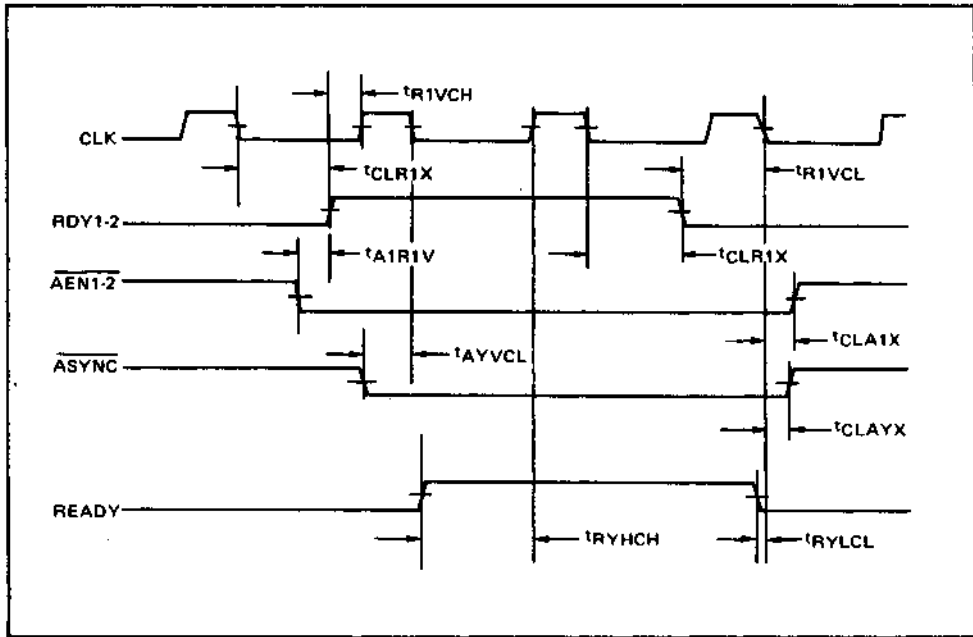 tR1VCH
CLK
tCLR1X
tR1VCL
RDY1-2
tA1R1V
tCLR1X
AEN1-2
tCLA1X
tAYVCL
ASYNC
tCLAYX
READY
tRYHCH
tRYLCL